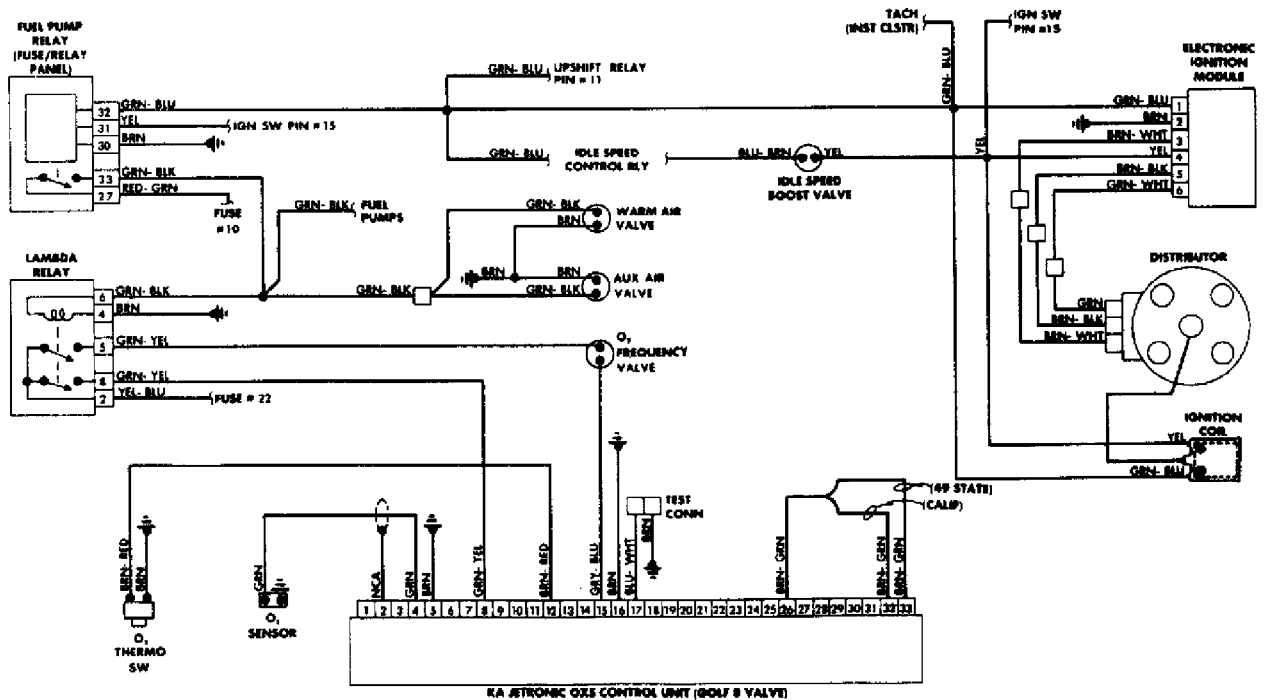 FUEL PUMP
RELAY
(FUSE/RELAY
PANEL)
32
GRN- BLU
31
YEL
IGN SW PIN #15
30
BRN
33
GRN- BLK
27
RED- GRN
FUSE
#10
GRN- BLU
UPSHIFT RELAY
PIN # 11
GRN- BLU
IDLE SPEED
CONTROL RLY
BLU- BRN
YEL
IDLE SPEED
BOOST VALVE
TACH
(INST CLSTR)
GRN- BLU
IGN SW
PIN #15
YEL
ELECTRONIC
IGNITION
MODULE
GRN- BLU
1
BRN
2
BRN- WHT
3
YEL
4
BRN- BLK
5
GRN- WHT
6
GRN- BLK
FUEL
PUMPS
GRN- BLK
BRN
WARM AIR
VALVE
BRN
BRN
GRN- BLK
GRN- BLK
AUX AIR
VALVE
LAMBDA
RELAY
6
GRN- BLK
4
BRN
5
GRN- YEL
8
GRN- YEL
2
YEL- BLU
FUSE # 22
O₂
FREQUENCY
VALVE
DISTRIBUTOR
GRN
BRN- BLK
BRN- WHT
IGNITION
COIL
YEL
GRN- BLU
BRN- RED
BRN
O₂
THERMO
SW
GRN
O₂
SENSOR
NCA
GRN
BRN
GRN- YEL
BRN- RED
GRY- BLU
BRN
BLU- WHT
BRN
TEST
CONN
BRN- GRN
(49 STATE)
(CALIF)
BRN- GRN
BRN- GRN
1 2 3 4 5 6 7 8 9 10 11 12 13 14 15 16 17 18 19 20 21 22 23 24 25 26 27 28 29 30 31 32 33
KA JETRONIC OXS CONTROL UNIT (GOLF 8 VALVE)